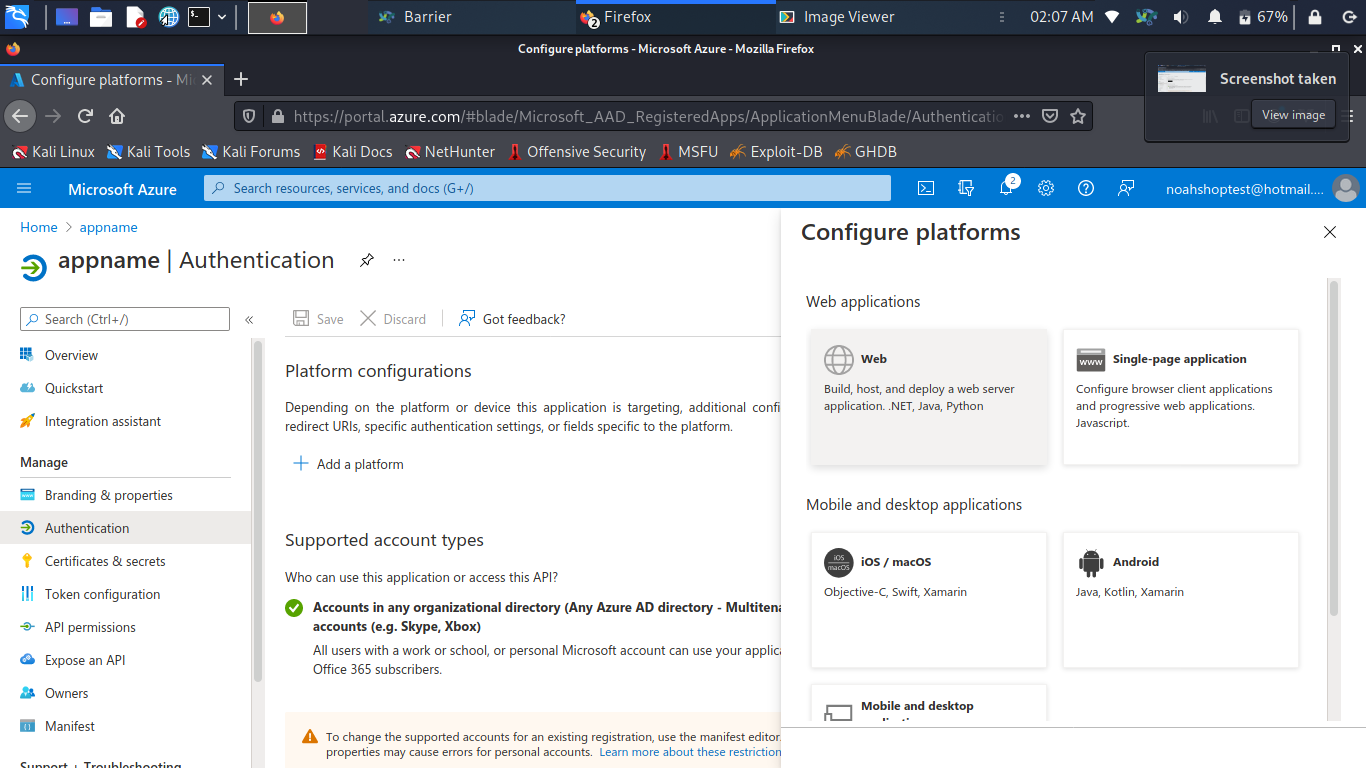 Barrier
2
Firefox
Image Viewer
02:07 AM
67%
Configure platforms - Microsoft Azure - Mozilla Firefox
Configure platforms - Mi
Screenshot taken
View image
https://portal.azure.com/#blade/Microsoft_AAD_RegisteredApps/ApplicationMenuBlade/Authenticatio
Kali Linux
Kali Tools
Kali Forums
Kali Docs
NetHunter
Offensive Security
MSFU
Exploit-DB
GHDB
Microsoft Azure
Search resources, services, and docs (G+/)
2
noahshoptest@hotmail....
Home > appname
appname | Authentication
Search (Ctrl+/)
Overview
Quickstart
Integration assistant
Manage
Branding & properties
Authentication
Certificates & secrets
Token configuration
API permissions
Expose an API
Owners
Manifest
Support + Troubleshooting
Save
Discard
Got feedback?
Platform configurations
Depending on the platform or device this application is targeting, additional confi
redirect URIs, specific authentication settings, or fields specific to the platform.
Add a platform
Supported account types
Who can use this application or access this API?
Accounts in any organizational directory (Any Azure AD directory - Multitena
accounts (e.g. Skype, Xbox)
All users with a work or school, or personal Microsoft account can use your applica
Office 365 subscribers.
To change the supported accounts for an existing registration, use the manifest editor.
properties may cause errors for personal accounts. Learn more about these restriction
Configure platforms
Web applications
Web
Build, host, and deploy a web server
application. .NET, Java, Python
www
Single-page application
Configure browser client applications
and progressive web applications.
Javascript.
Mobile and desktop applications
iOS
macOS
iOS / macOS
Objective-C, Swift, Xamarin
Android
Java, Kotlin, Xamarin
Mobile and desktop